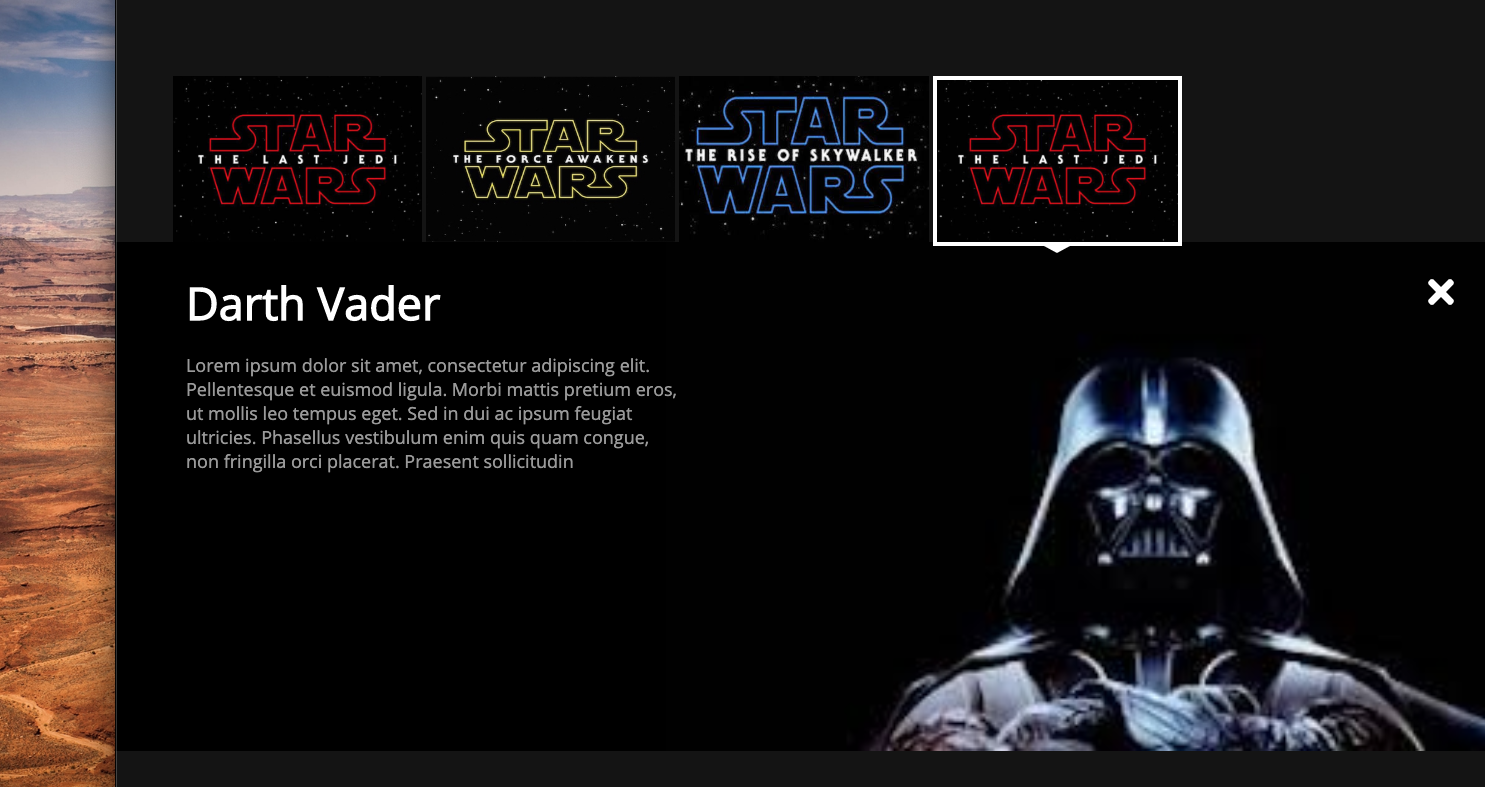 STAR
THE LAST JEDI
WARS
STAR
THE FORCE AWAKENS
WARS
STAR
THE RISE OF SKYWALKER
WARS
STAR
THE LAST JEDI
WARS
Darth Vader
Lorem ipsum dolor sit amet, consectetur adipiscing elit.
Pellentesque et euismod ligula. Morbi mattis pretium eros,
ut mollis leo tempus eget. Sed in dui ac ipsum feugiat
ultricies. Phasellus vestibulum enim quis quam congue,
non fringilla orci placerat. Praesent sollicitudin